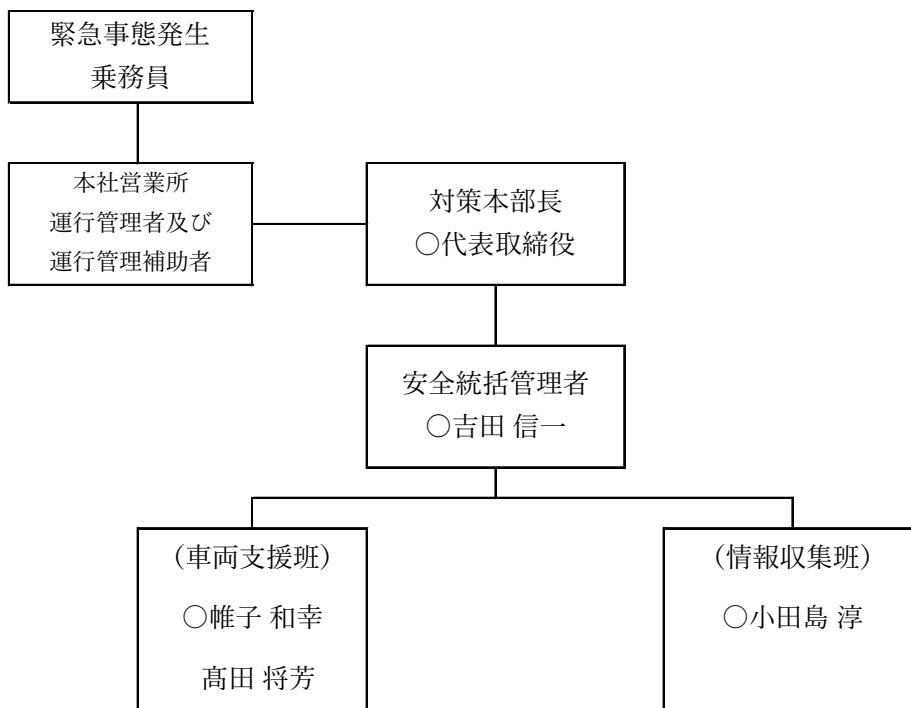 緊急事態発生
乗務員
本社営業所
運行管理者及び
運行管理補助者
対策本部長
○代表取締役
安全統括管理者
○吉田 信一
(車両支援班)
○帷子 和幸
髙田 将芳
(情報収集班)
○小田島 淳